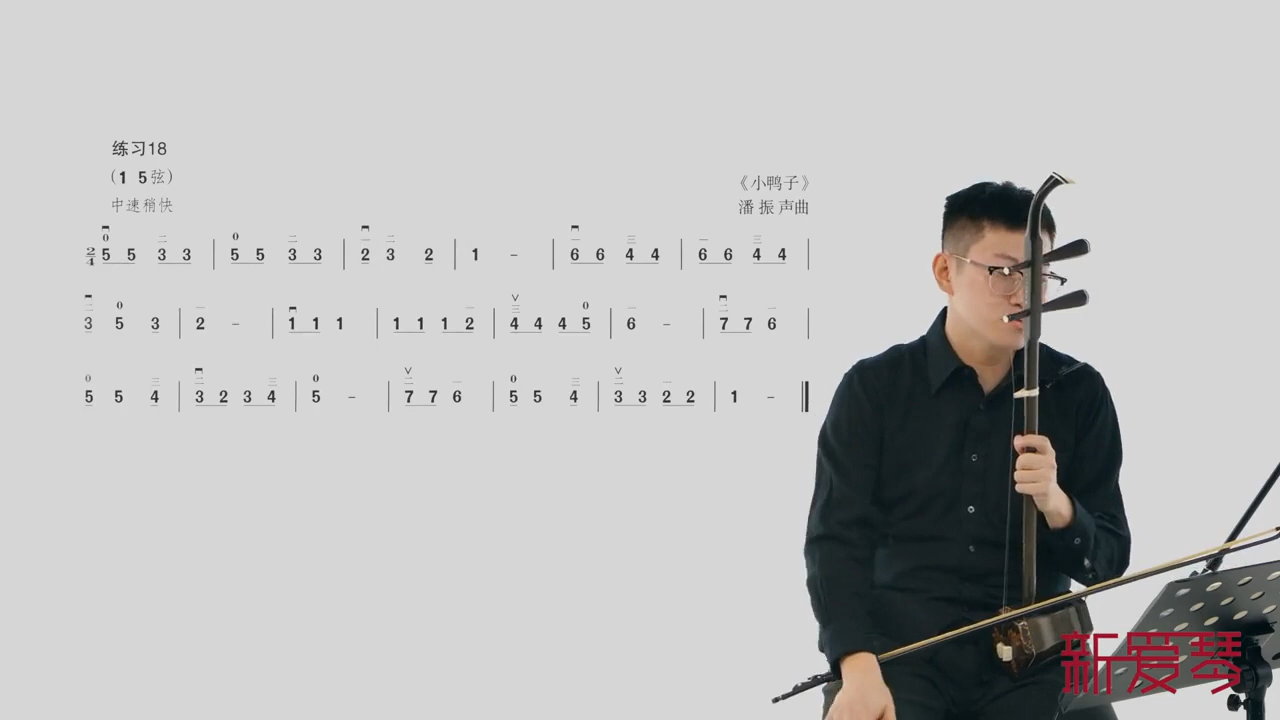 练习18
(1 5弦)
中速稍快
《小鸭子》
潘振声曲
2/4 5 5 3 3 | 5 5 3 3 | 2 3 2 | 1 – | 6 6 4 4 | 6 6 4 4 |
3 5 3 | 2 – | 1 1 1 | 1 1 1 2 | 4 4 4 5 | 6 – | 7 7 6 |
5 5 4 | 3 2 3 4 | 5 – | 7 7 6 | 5 5 4 | 3 3 2 2 | 1 – ‖
新爱琴